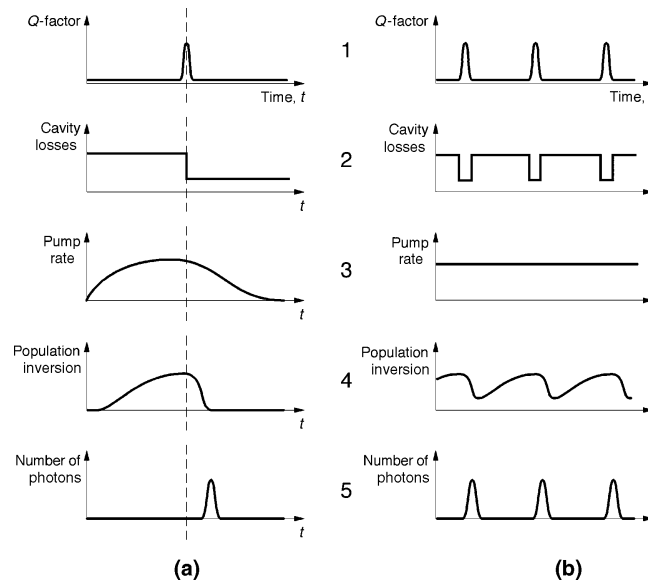 Q-factor
Time, t
1
Q-factor
Time,
Cavity
losses
t
2
Cavity
losses
Pump
rate
t
3
Pump
rate
Population
inversion
t
4
Population
inversion
Number of
photons
t
5
Number of
photons
(a)
(b)